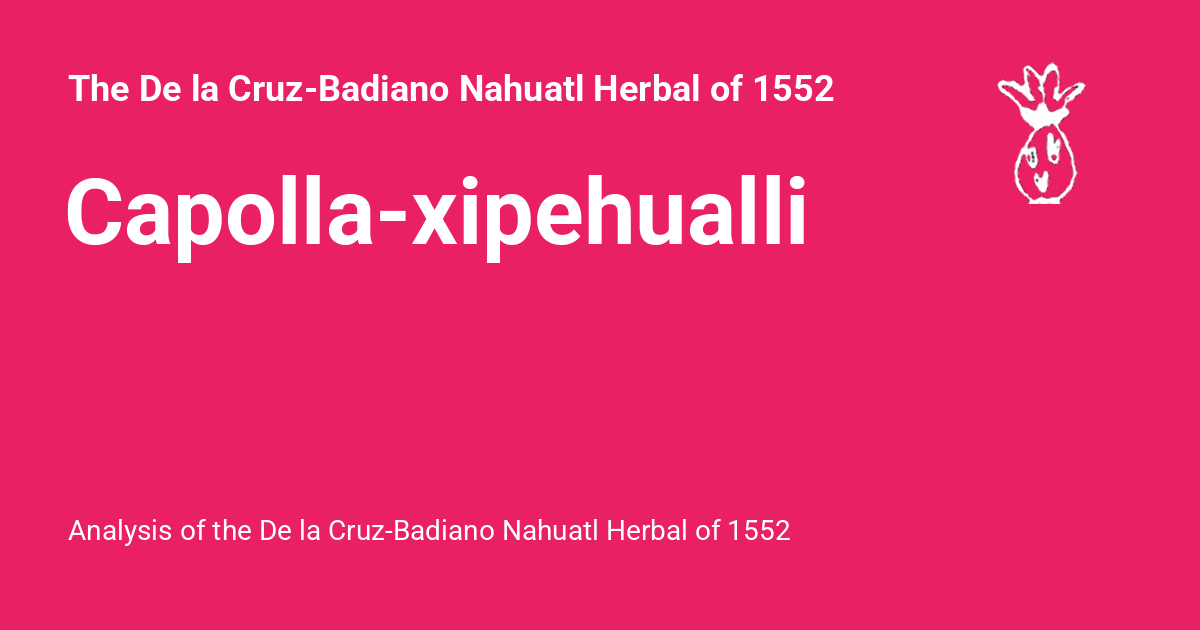 The De la Cruz-Badiano Nahuatl Herbal of 1552
Capolla-xipehualli
Analysis of the De la Cruz-Badiano Nahuatl Herbal of 1552